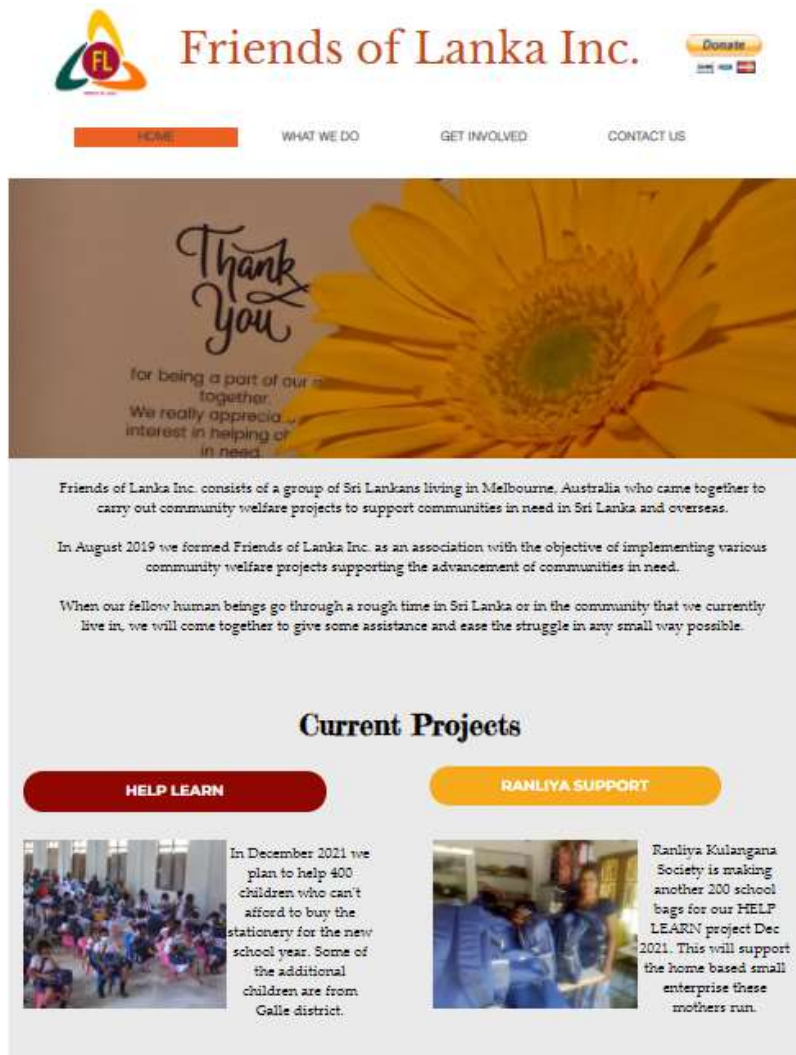 FL
Friends of Lanka Inc.
Donate
HOME
WHAT WE DO
GET INVOLVED
CONTACT US
Thank
You
for being a part of our
together.
We really
interest in helping
in need.
Friends of Lanka Inc. consists of a group of Sri Lankans living in Melbourne, Australia who came together to
carry out community welfare projects to support communities in need in Sri Lanka and overseas.
In August 2019 we formed Friends of Lanka Inc. as an association with the objective of implementing various
community welfare projects supporting the advancement of communities in need.
When our fellow human beings go through a rough time in Sri Lanka or in the community that we currently
live in, we will come together to give some assistance and ease the struggle in any small way possible.
Current Projects
HELP LEARN
In December 2021 we
plan to help 400
children who can't
afford to buy the
stationery for the new
school year. Some of
the additional
children are from
Galle district.
RANLIYA SUPPORT
Ranliya Kulangana
Society is making
another 200 school
bags for our HELP
LEARN project Dec
2021. This will support
the home based small
enterprise these
mothers run.